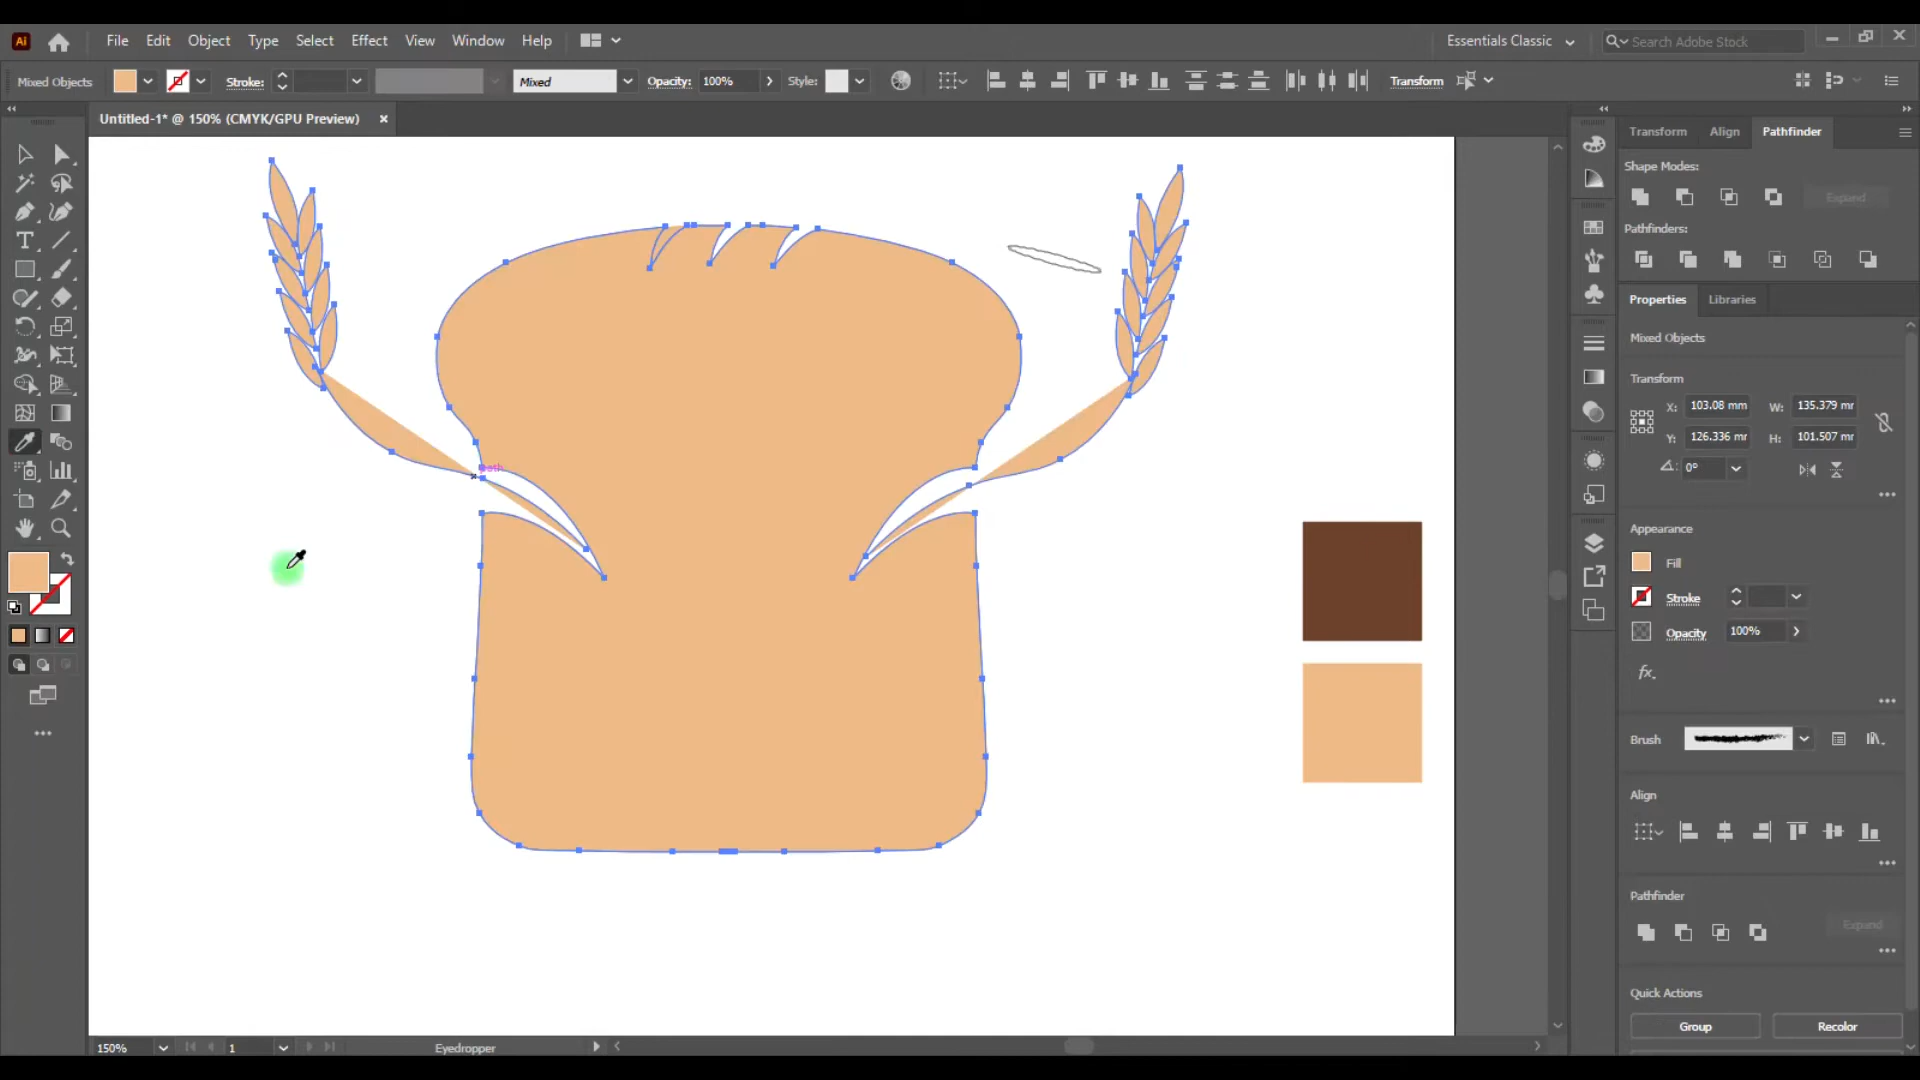 Ai File Edit Object Type Select Effect View Window Help Essentials Classic Search Adobe Stock
Mixed Objects Stroke: Mixed Opacity: 100% Style: Transform
Untitled-1* @ 150% (CMYK/GPU Preview)
Transform Align Pathfinder
Shape Modes:
Expand
Pathfinders:
Properties Libraries
Mixed Objects
Transform
X: 103.08 mm W: 135.379 mr
Y: 126.336 mr H: 101.507 mr
0°
path
Appearance
Fill
Stroke
Opacity 100%
fx.
Brush
Align
Pathfinder
Expand
Quick Actions
Group Recolor
150% 1 Eyedropper